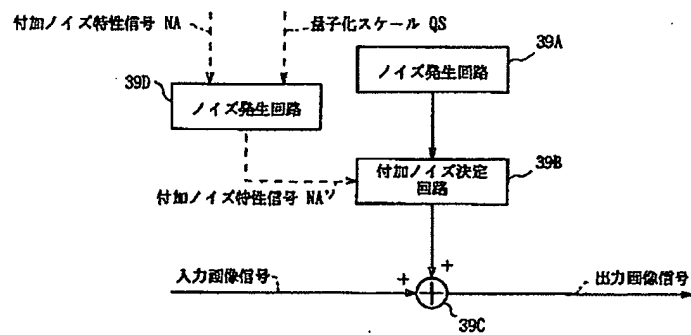 付加ノイズ特性信号 NA
量子化スケール QS
39A
ノイズ発生回路
39D
ノイズ発生回路
39B
付加ノイズ決定
回路
付加ノイズ特性信号 NA''
入力画像信号
+
+
出力画像信号
39C